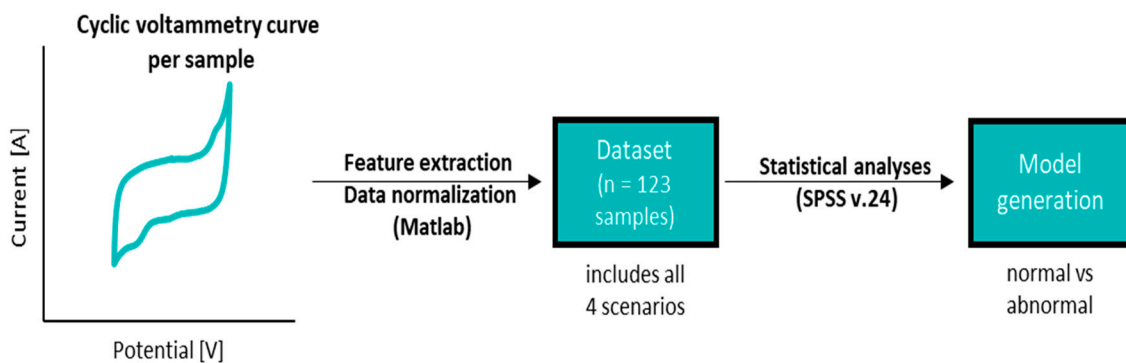 Cyclic voltammetry curve
per sample
Current [A]
Potential [V]
Feature extraction
Data normalization
(Matlab)
Dataset
(n = 123
samples)
includes all
4 scenarios
Statistical analyses
(SPSS v.24)
Model
generation
normal vs
abnormal